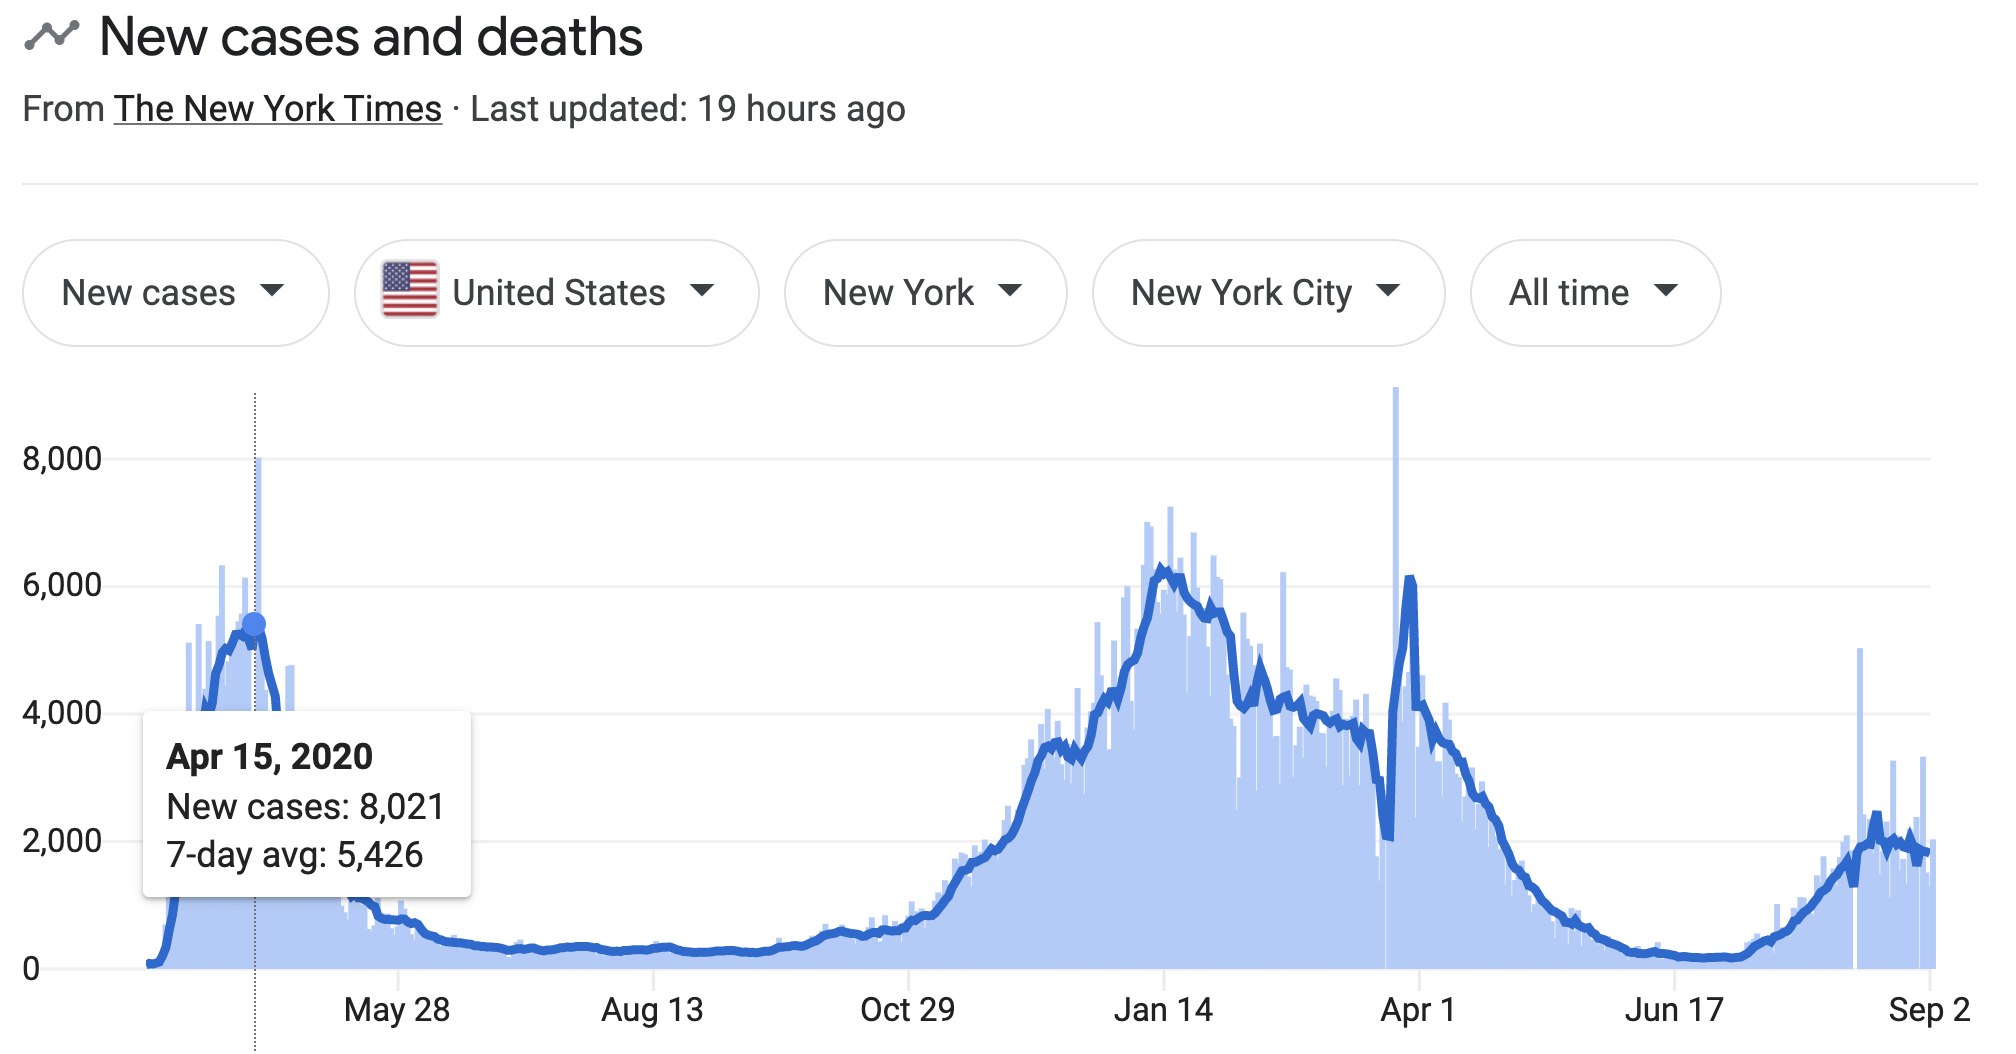 New cases and deaths
From The New York Times · Last updated: 19 hours ago
New cases United States New York New York City All time
8,000
6,000
4,000
2,000
0
Apr 15, 2020
New cases: 8,021
7-day avg: 5,426
May 28 Aug 13 Oct 29 Jan 14 Apr 1 Jun 17 Sep 2